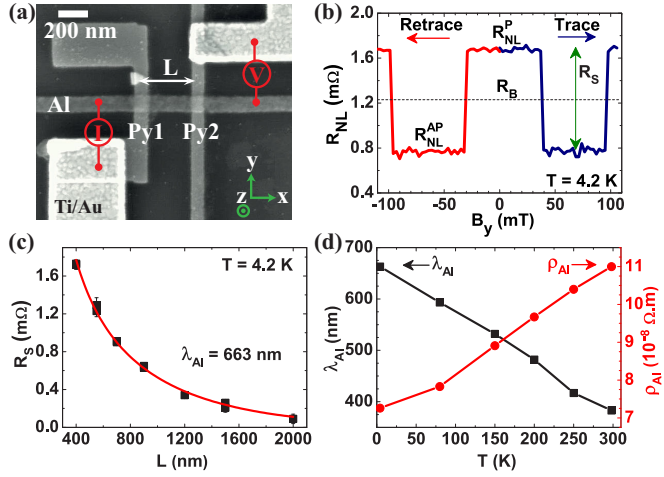 (a)
200 nm
L
V
Al
I
Py1
Py2
Ti/Au
y
z
x
(b)
Retrace
R_NL^P
Trace
R_S
R_B
R_NL^AP
T = 4.2 K
R_NL (mΩ)
2.0
1.6
1.2
0.8
0.4
-100
-50
0
50
100
B_y (mT)
(c)
T = 4.2 K
λ_Al = 663 nm
R_S (mΩ)
1.6
1.2
0.8
0.4
0.0
400
800
1200
1600
2000
L (nm)
(d)
λ_Al
ρ_Al
λ_Al (nm)
700
600
500
400
ρ_Al (10^-8 Ω.m)
11
10
9
8
7
0
50
100
150
200
250
300
T (K)